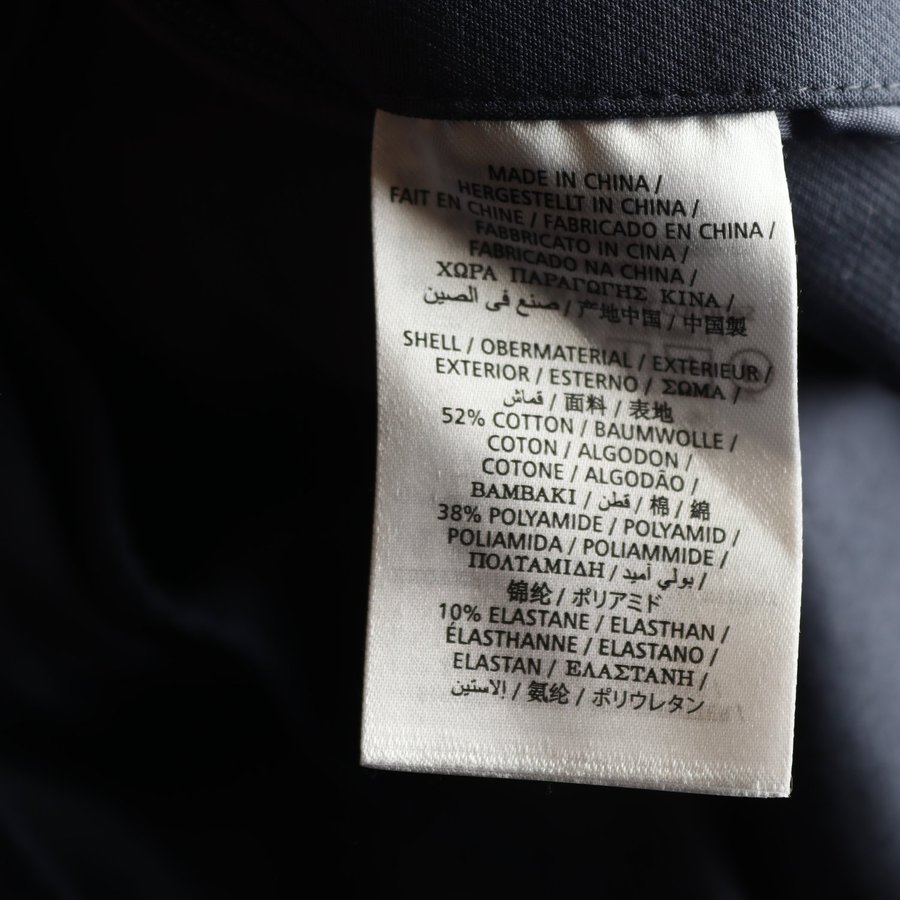 MADE IN CHINA /
HERGESTELLT IN CHINA /
FAIT EN CHINE / FABRICADO EN CHINA /
FABBRICATO IN CINA /
FABRICADO NA CHINA /
ΧΩΡΑ ΠΑΡΑΓΩΓΗΣ ΚΙΝΑ /
صنع في الصين / 产地中国 / 中国製
SHELL / OBERMATERIAL / EXTERIEUR /
EXTERIOR / ESTERNO / ΣΩΜΑ /
قماش / 面料 / 表地
52% COTTON / BAUMWOLLE /
COTON / ALGODON /
COTONE / ALGODÃO /
ΒΑΜΒΑΚΙ / قطن / 棉 / 綿
38% POLYAMIDE / POLYAMID /
POLIAMIDA / POLIAMMIDE /
ΠΟΛΤΑΜΙΔΗ / بولي أميد /
锦纶 / ポリアミド
10% ELASTANE / ELASTHAN /
ÉLASTHANNE / ELASTANO /
ELASTAN / ΕΛΑΣΤΑΝΗ /
الاستين / 氨纶 / ポリウレタン